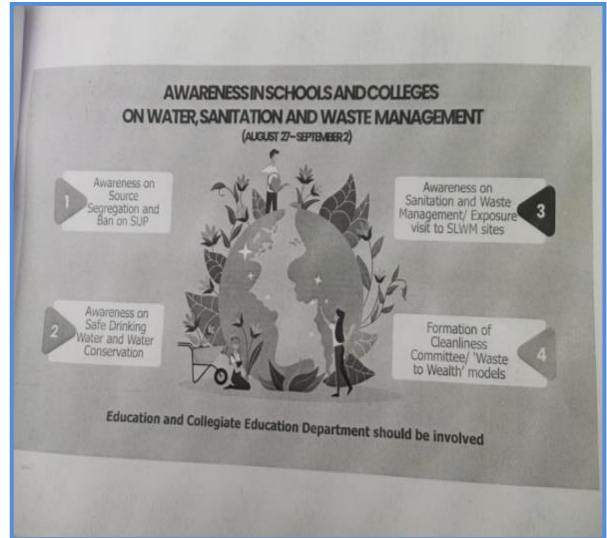 AWARENESS IN SCHOOLS AND COLLEGES
ON WATER, SANITATION AND WASTE MANAGEMENT
(AUGUST 27-SEPTEMBER 2)
1
Awareness on
Source
Segregation and
Ban on SUP
2
Awareness on
Safe Drinking
Water and Water
Conservation
Awareness on
Sanitation and Waste
Management/ Exposure
visit to SLWM sites
3
Formation of
Cleanliness
Committee/ 'Waste
to Wealth' models
4
Education and Collegiate Education Department should be involved